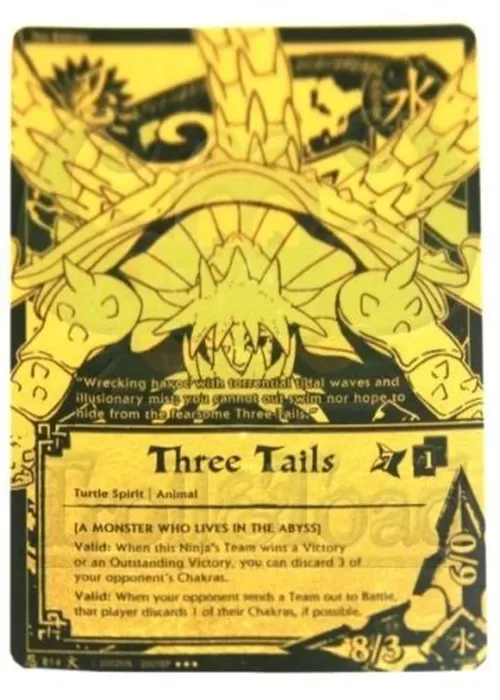 水
"Wrecking havoc with torrential tidal waves and
illusionary mist, you cannot out-swim nor hope to
hide from the fearsome Three Tails."
Three Tails
7 1
Turtle Spirit | Animal
[A MONSTER WHO LIVES IN THE ABYSS]
Valid: When this Ninja's Team wins a Victory
or an Outstanding Victory, you can discard 3 of
your opponent's Chakras.
Valid: When your opponent sends a Team out to Battle,
that player discards 1 of their Chakras, if possible.
6/0
8/3
水
814
★★★